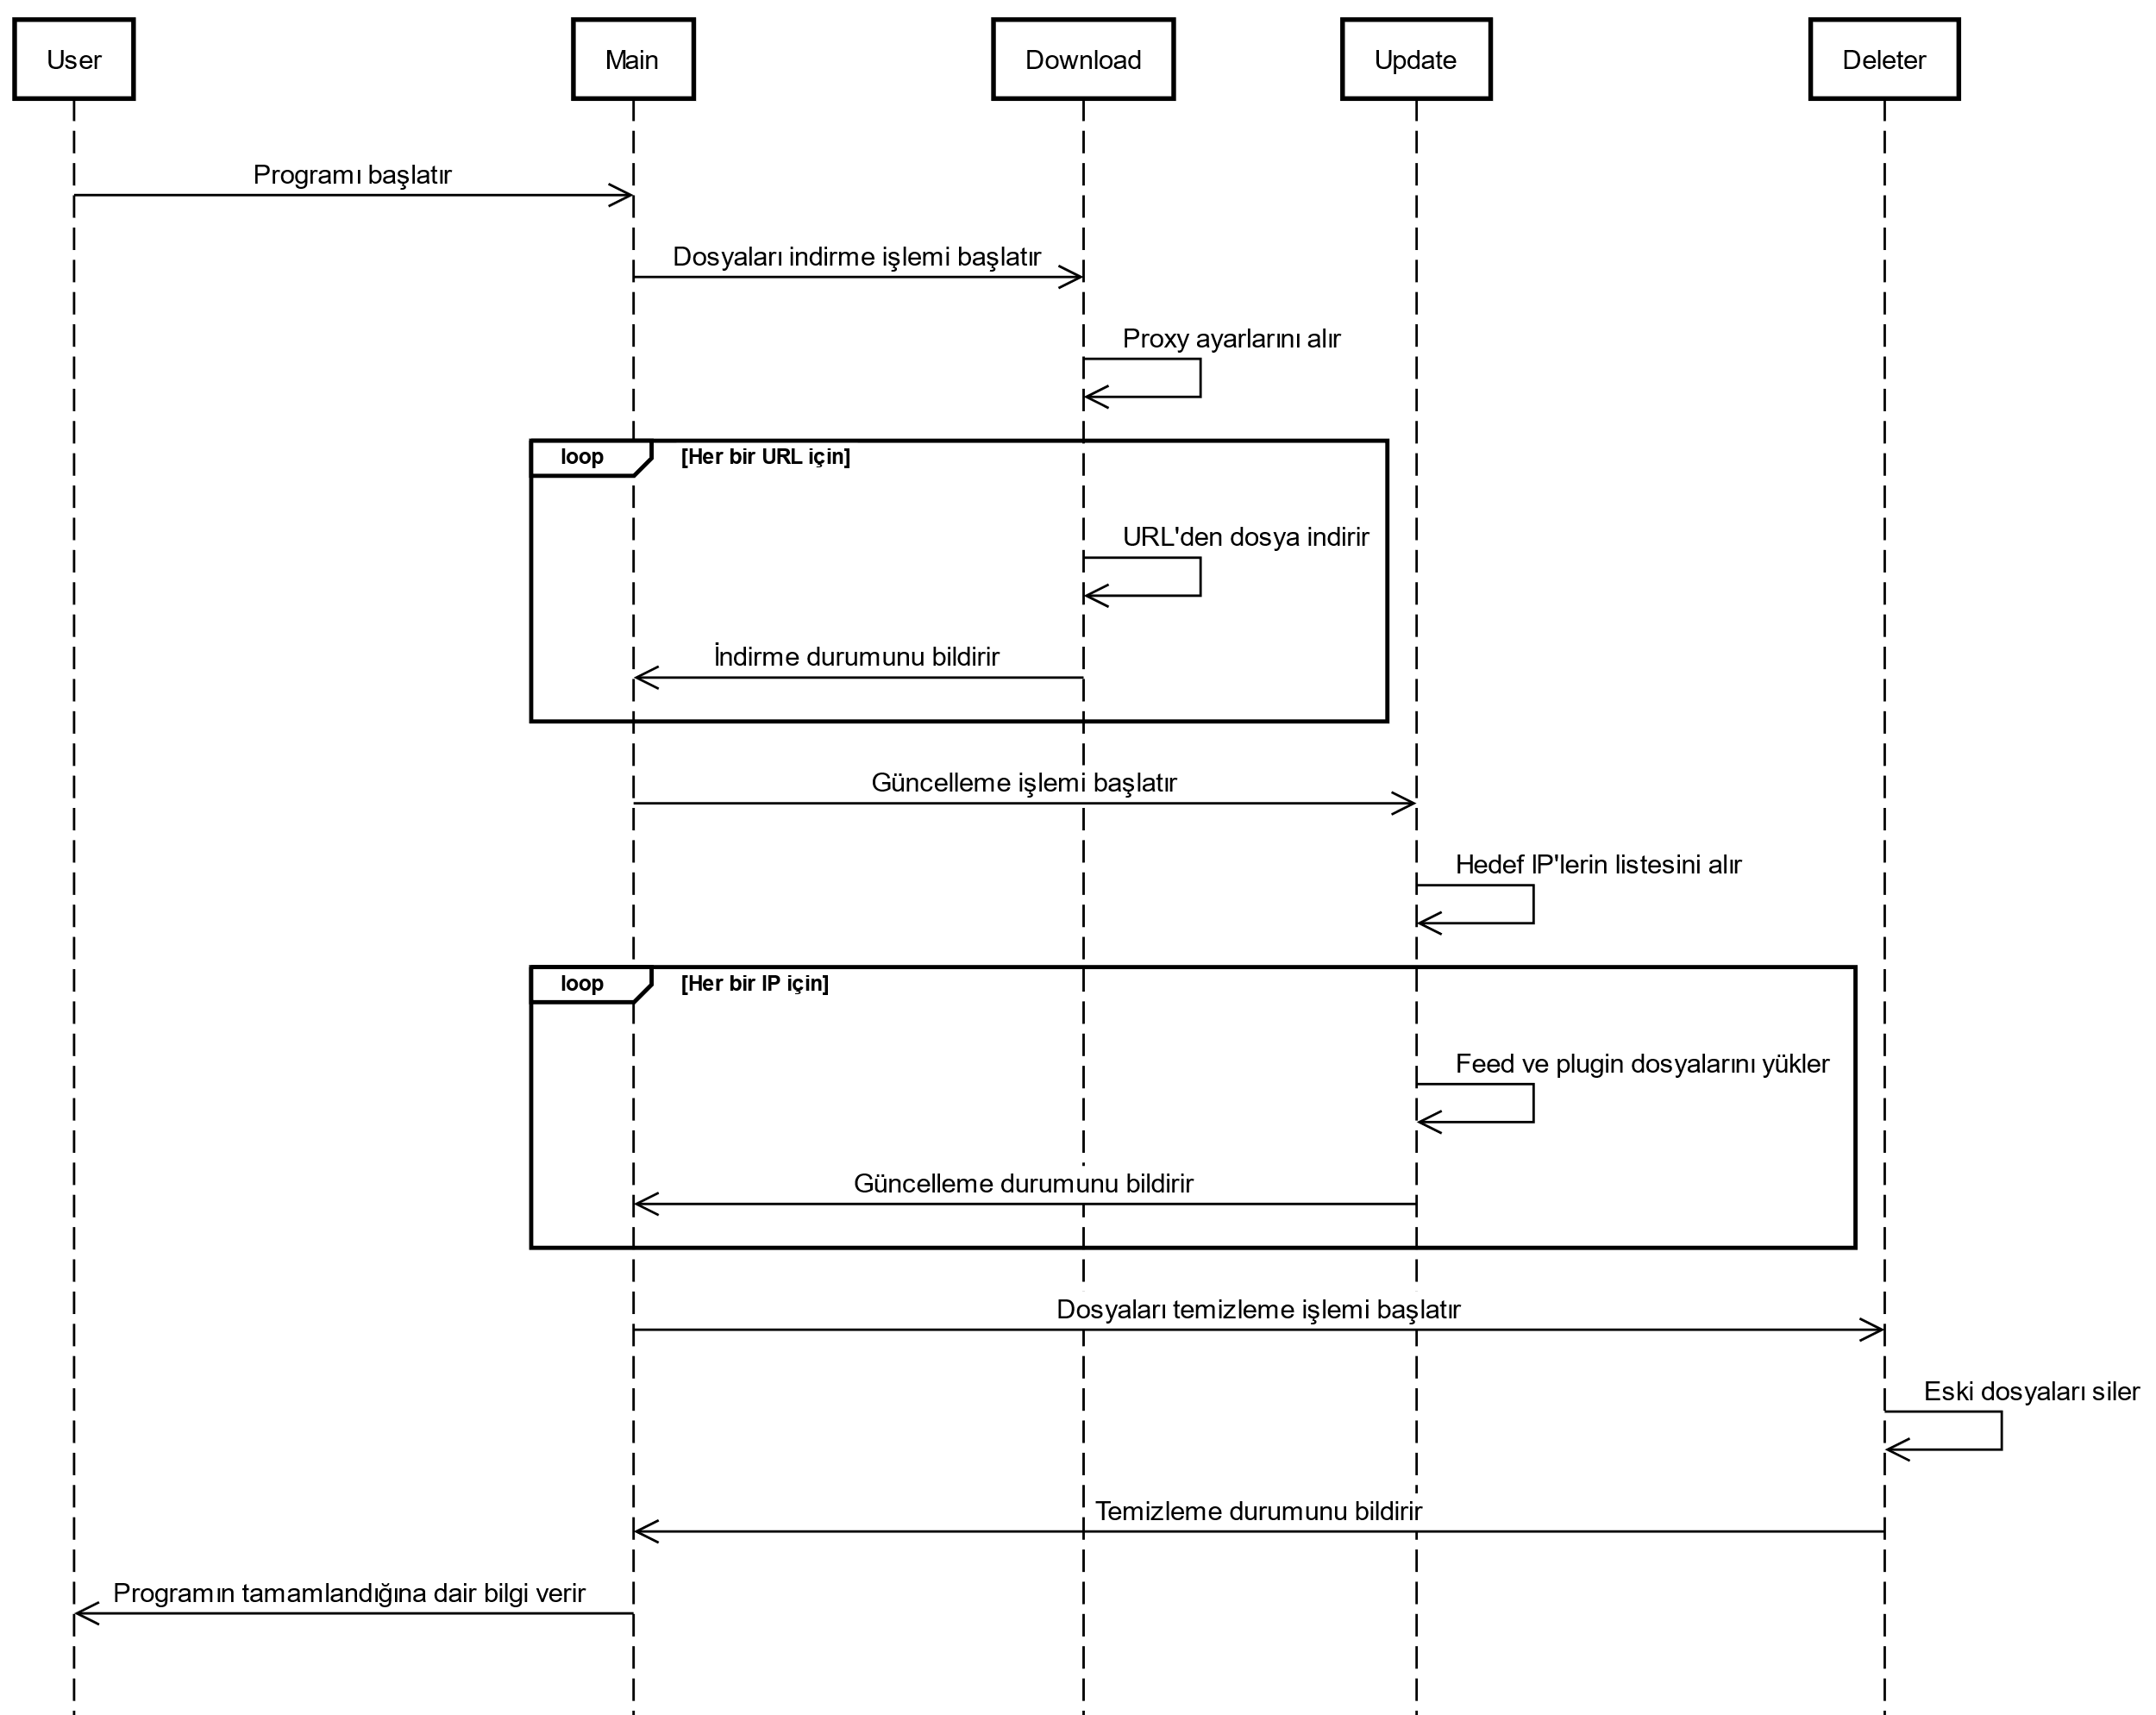 User
Main
Download
Update
Deleter
Programı başlatır
Dosyaları indirme işlemi başlatır
Proxy ayarlarını alır
loop
[Her bir URL için]
URL'den dosya indirir
İndirme durumunu bildirir
Güncelleme işlemi başlatır
Hedef IP'lerin listesini alır
loop
[Her bir IP için]
Feed ve plugin dosyalarını yükler
Güncelleme durumunu bildirir
Dosyaları temizleme işlemi başlatır
Eski dosyaları siler
Temizleme durumunu bildirir
Programın tamamlandığına dair bilgi verir